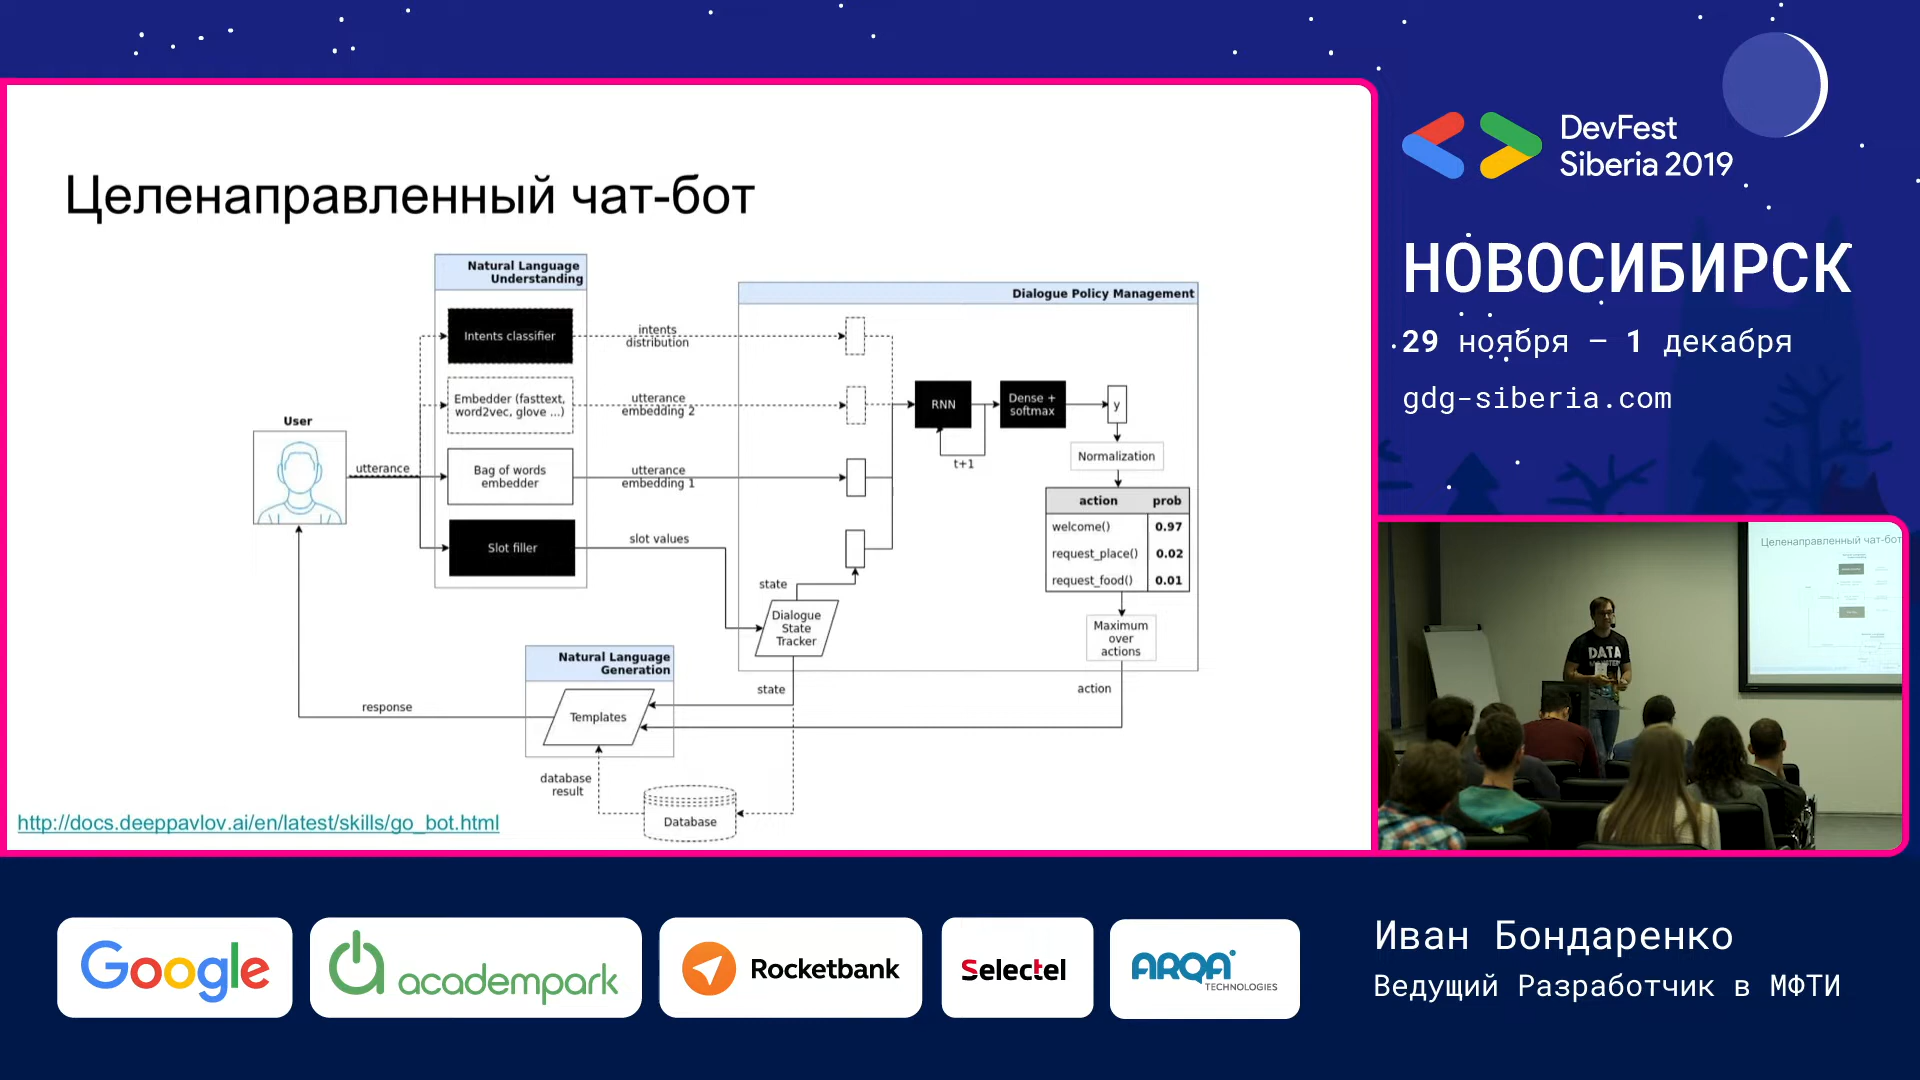 Целенаправленный чат-бот
Natural Language
Understanding
Intents classifier
Embedder (fasttext,
word2vec, glove ...)
Bag of words
embedder
Slot filler
User
utterance
intents
distribution
utterance
embedding 2
utterance
embedding 1
slot values
Dialogue Policy Management
RNN
t+1
Dense +
softmax
y
Normalization
action prob
welcome() 0.97
request_place() 0.02
request_food() 0.01
Maximum
over
actions
state
Dialogue
State
Tracker
state
action
Natural Language
Generation
Templates
response
database
result
Database
http://docs.deeppavlov.ai/en/latest/skills/go_bot.html
DevFest
Siberia 2019
НОВОСИБИРСК
29 ноября – 1 декабря
gdg-siberia.com
Целенаправленный чат-бот
DATA
Google
academpark
Rocketbank
Selectel
ARQA
TECHNOLOGIES
Иван Бондаренко
Ведущий Разработчик в МФТИ